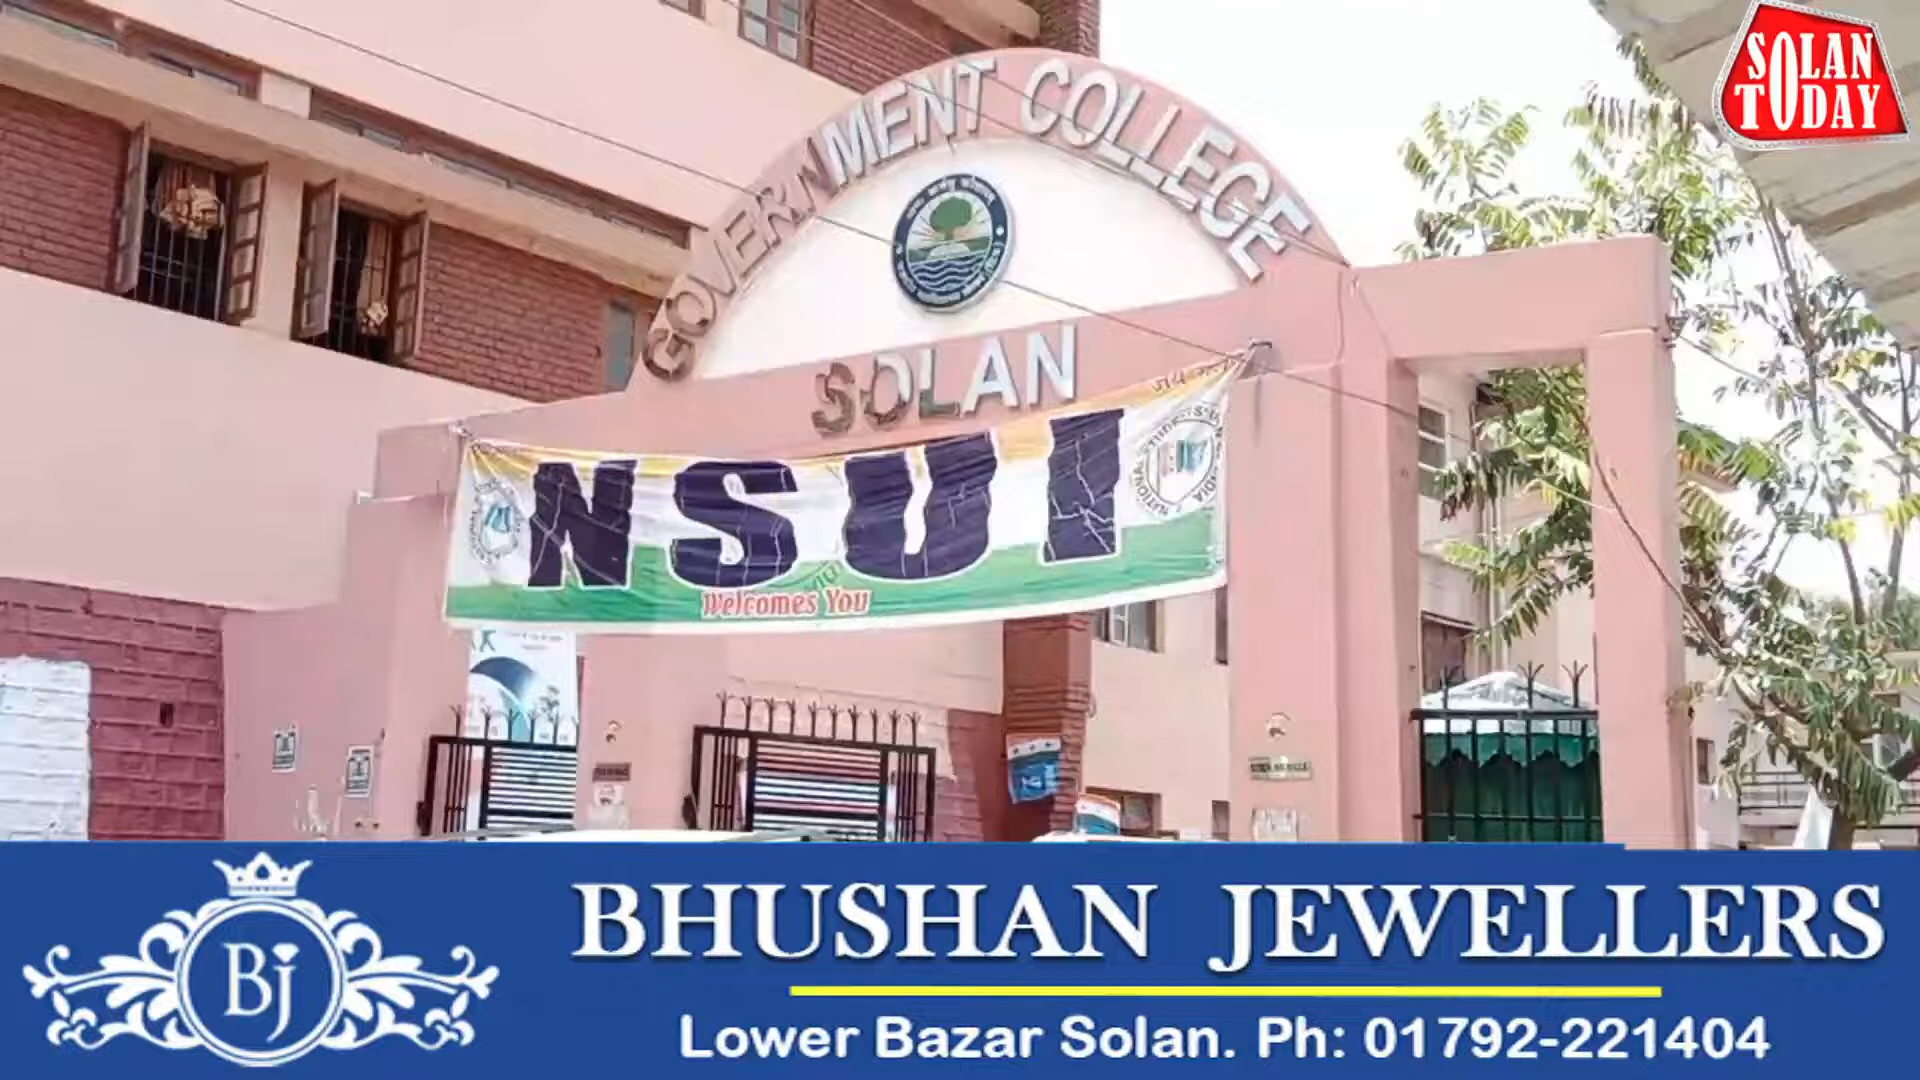 SOLAN
TODAY
GOVERNMENT COLLEGE
SOLAN
NSUI
Welcomes You
BHUSHAN JEWELLERS
Bj
Lower Bazar Solan. Ph: 01792-221404